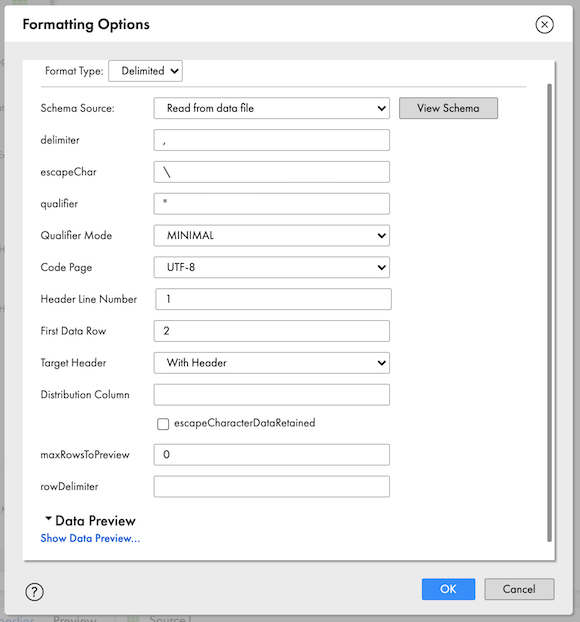 Formatting Options
Format Type: Delimited
Schema Source: Read from data file View Schema
delimiter ,
escapeChar \
qualifier "
Qualifier Mode MINIMAL
Code Page UTF-8
Header Line Number 1
First Data Row 2
Target Header With Header
Distribution Column
escapeCharacterDataRetained
maxRowsToPreview 0
rowDelimiter
Data Preview
Show Data Preview...
? OK Cancel
Preview Source1